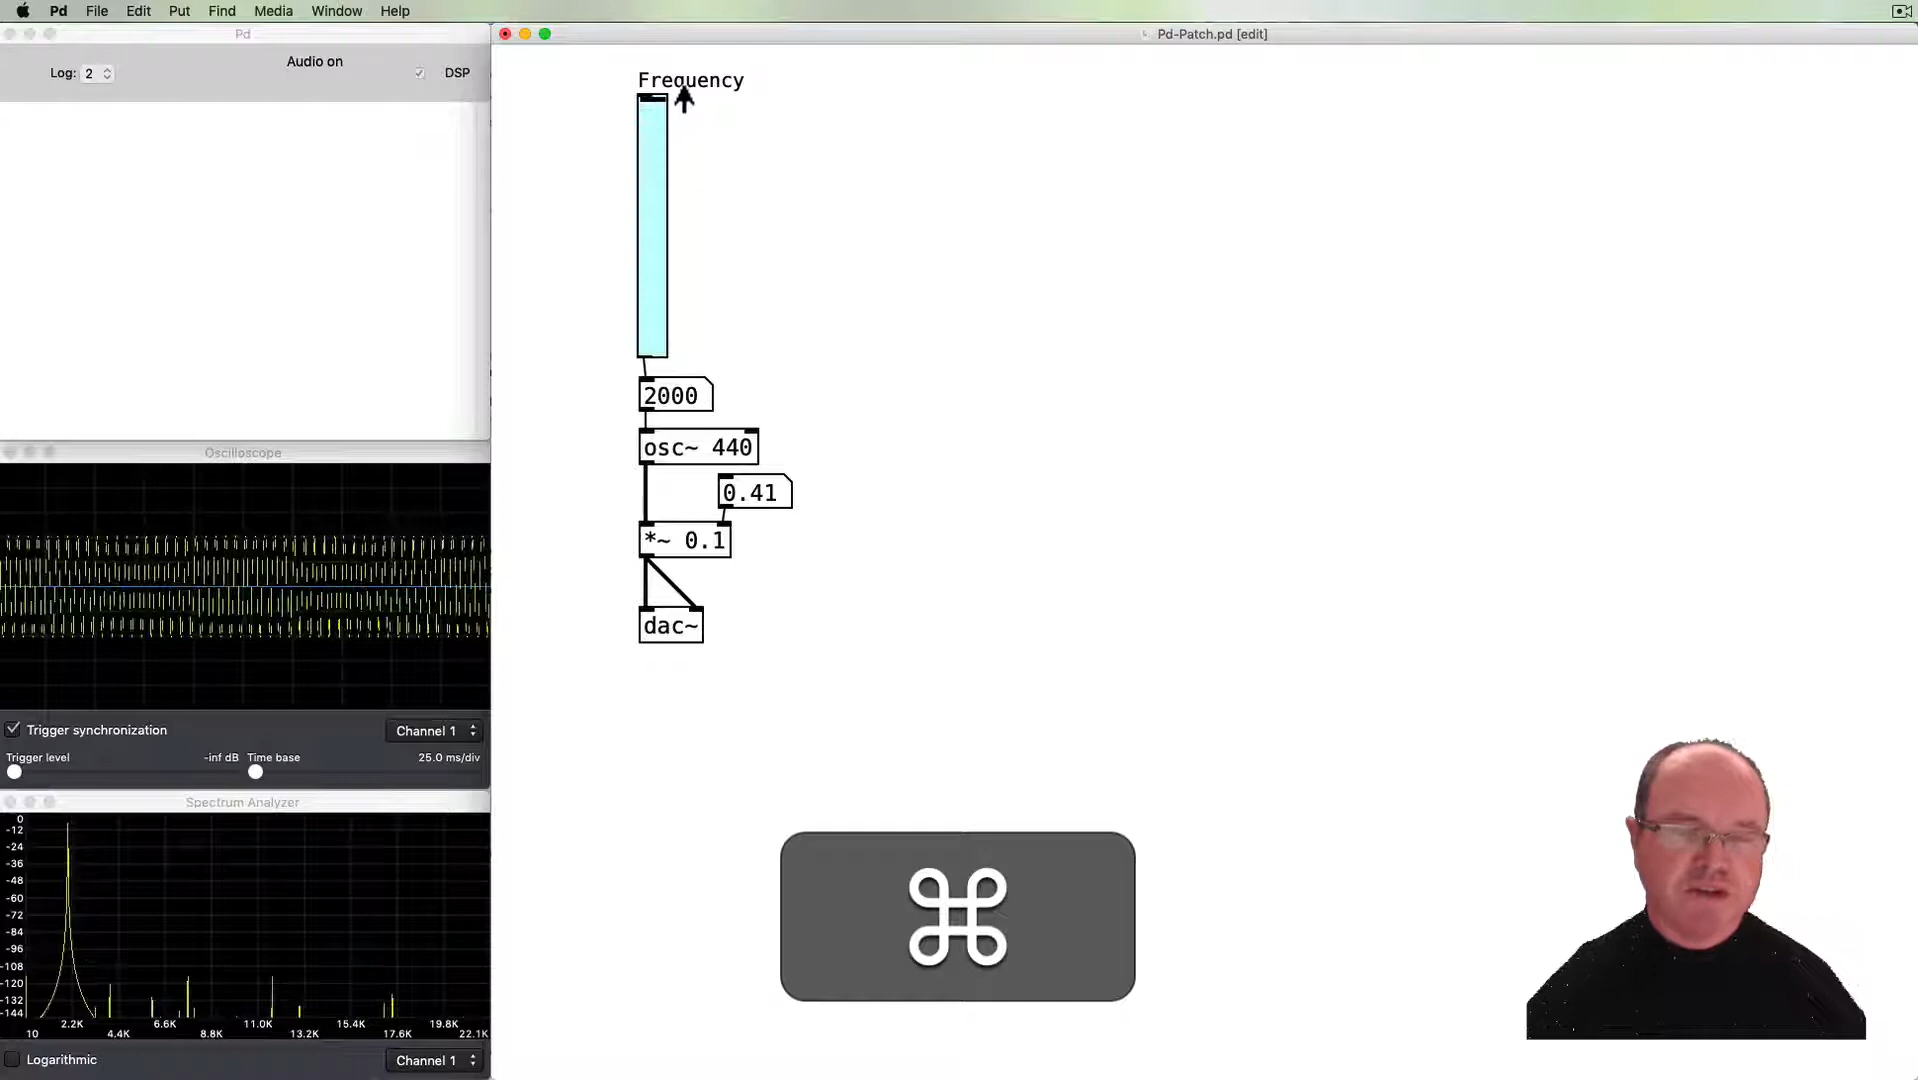 Pd File Edit Put Find Media Window Help
Pd
Audio on
Log: 2
DSP
Pd-Patch.pd [edit]
Frequency
2000
osc~ 440
0.41
*~ 0.1
dac~
Oscilloscope
Trigger synchronization
Channel 1
Trigger level
-inf dB
Time base
25.0 ms/div
Spectrum Analyzer
0
-12
-24
-36
-48
-60
-72
-84
-96
-108
-120
-132
-144
2.2K 6.6K 11.0K 15.4K 19.8K
10 4.4K 8.8K 13.2K 17.6K 22.1K
Logarithmic
Channel 1
⌘